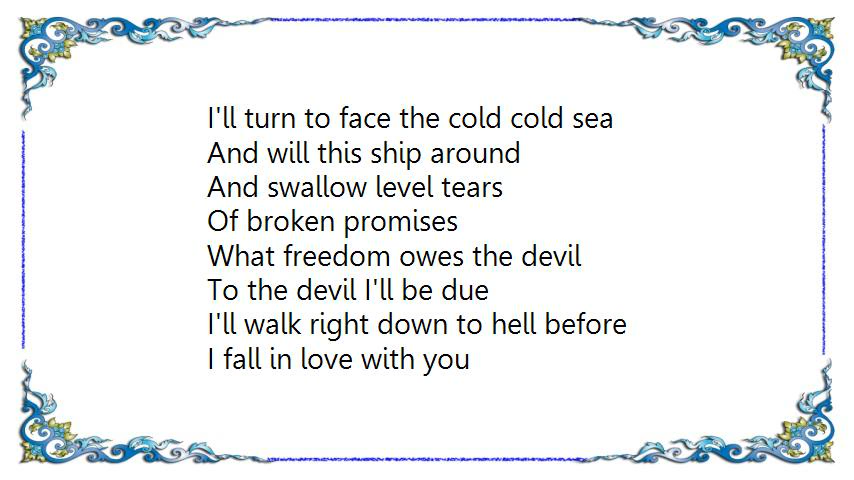 I'll turn to face the cold cold sea
And will this ship around
And swallow level tears
Of broken promises
What freedom owes the devil
To the devil I'll be due
I'll walk right down to hell before
I fall in love with you